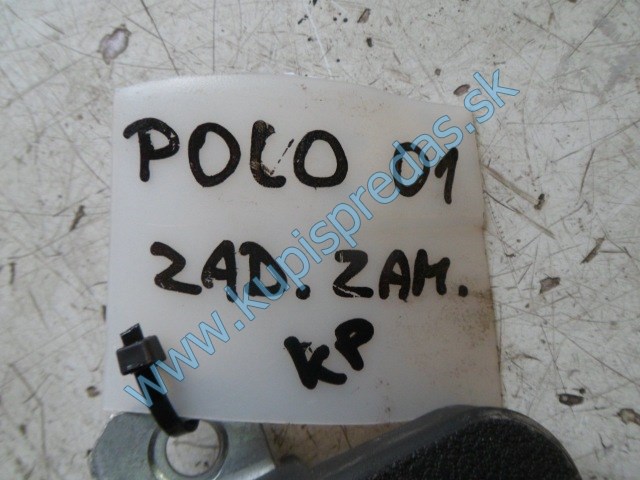 POLO 01
ZAD. ZAM.
KP
www.kupispredas.sk